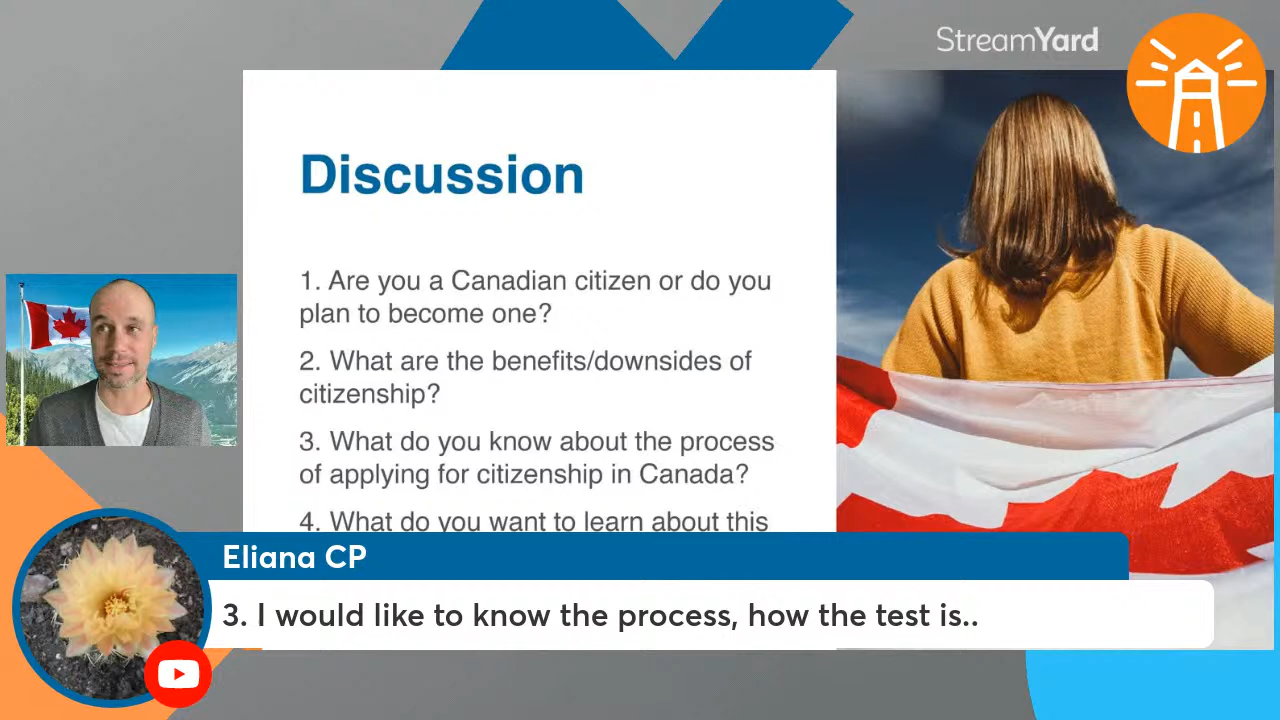 StreamYard
Discussion
1. Are you a Canadian citizen or do you
plan to become one?
2. What are the benefits/downsides of
citizenship?
3. What do you know about the process
of applying for citizenship in Canada?
4. What do you want to learn about this
Eliana CP
3. I would like to know the process, how the test is..